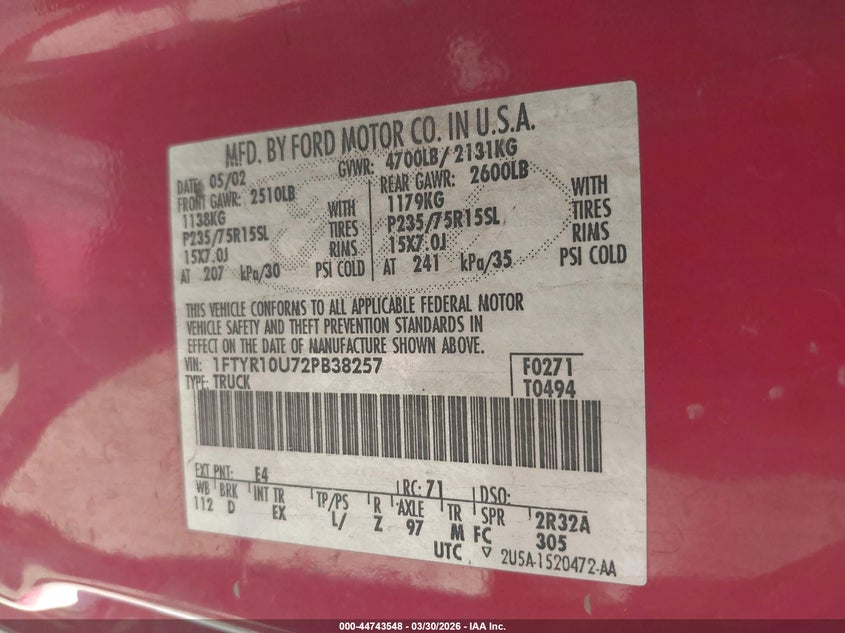 MFD. BY FORD MOTOR CO. IN U.S.A.
DATE: 05/02 GVWR: 4700LB/ 2131KG
FRONT GAWR: 2510LB REAR GAWR: 2600LB
1138KG WITH 1179KG WITH
P235/75R15SL TIRES P235/75R15SL TIRES
15X7.0J RIMS 15X7.0J RIMS
AT 207 kPa/30 PSI COLD AT 241 kPa/35 PSI COLD
THIS VEHICLE CONFORMS TO ALL APPLICABLE FEDERAL MOTOR
VEHICLE SAFETY AND THEFT PREVENTION STANDARDS IN
EFFECT ON THE DATE OF MANUFACTURE SHOWN ABOVE.
VIN: 1FTYR10U72PB38257 F0271
TYPE: TRUCK T0494
EXT PNT: E4 RC: 71 DSO:
WB BRK INT TR TP/PS R AXLE TR SPR 2R32A
112 D EX L/ Z 97 M FC 305
UTC 2U5A-1520472-AA
000-44743548 - 03/30/2026 - IAA Inc.